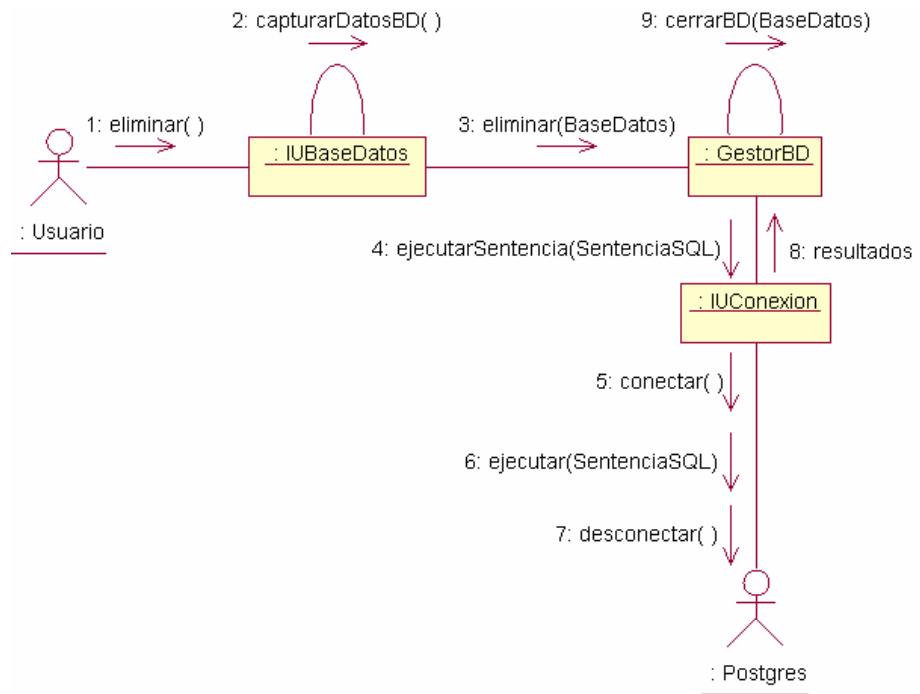 2: capturarDatosBD( )
9: cerrarBD(BaseDatos)
1: eliminar( )
3: eliminar(BaseDatos)
: IUBaseDatos
: GestorBD
: Usuario
4: ejecutarSentencia(SentenciaSQL)
8: resultados
: IUConexion
5: conectar( )
6: ejecutar(SentenciaSQL)
7: desconectar( )
: Postgres